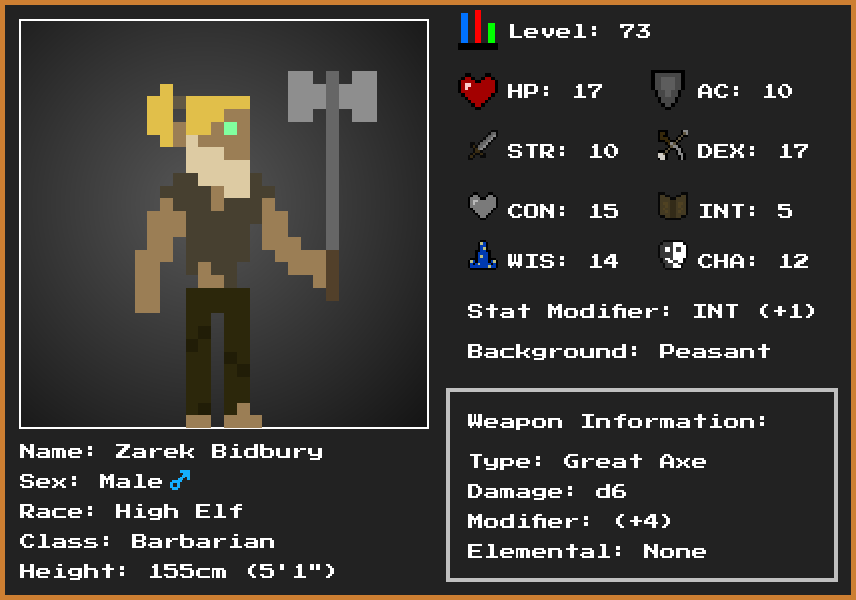 Level: 73
HP: 17 AC: 10
STR: 10 DEX: 17
CON: 15 INT: 5
WIS: 14 CHA: 12
Stat Modifier: INT (+1)
Background: Peasant
Weapon Information:
Type: Great Axe
Damage: d6
Modifier: (+4)
Elemental: None
Name: Zarek Bidbury
Sex: Male♂
Race: High Elf
Class: Barbarian
Height: 155cm (5'1")